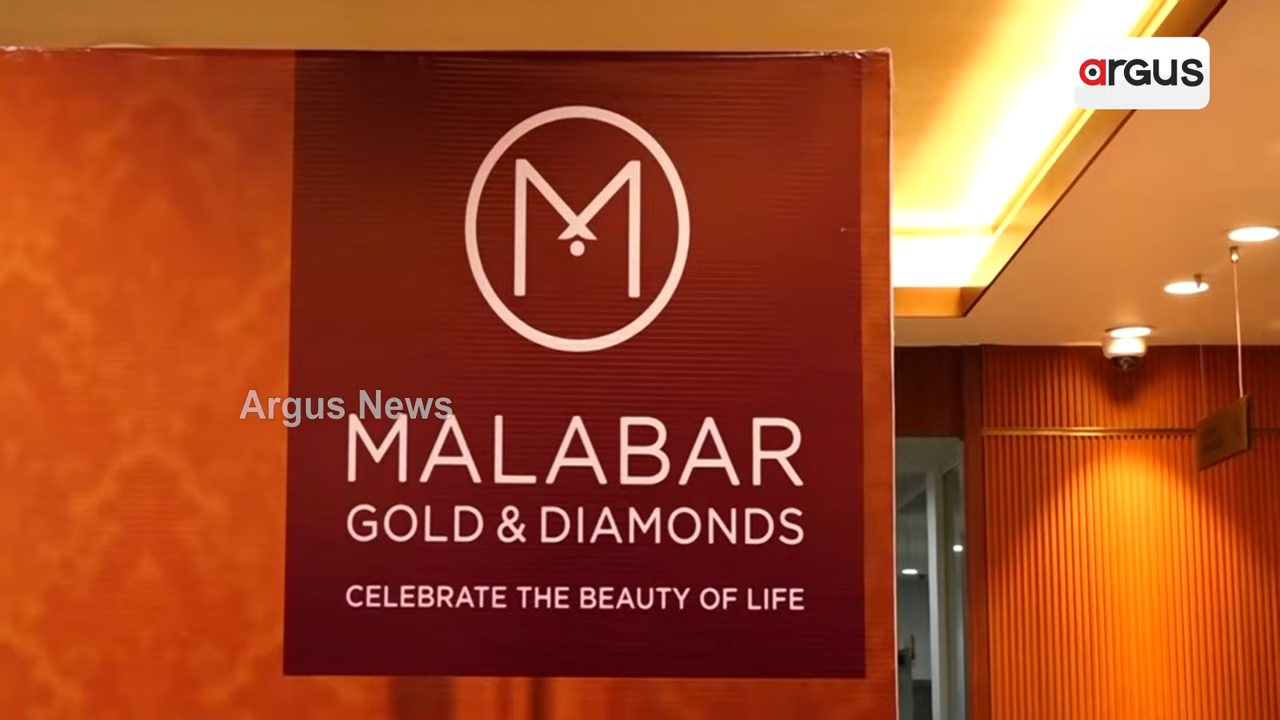 argus
Argus News
MALABAR
GOLD & DIAMONDS
CELEBRATE THE BEAUTY OF LIFE